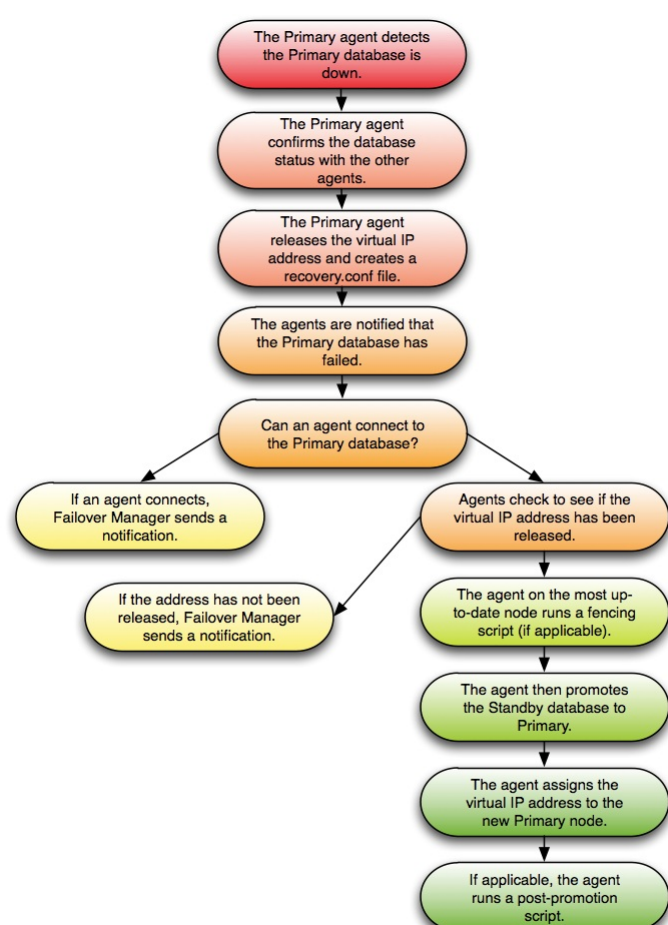 The Primary agent detects
the Primary database is
down.
The Primary agent
confirms the database
status with the other
agents.
The Primary agent
releases the virtual IP
address and creates a
recovery.conf file.
The agents are notified that
the Primary database has
failed.
Can an agent connect to
the Primary database?
If an agent connects,
Failover Manager sends a
notification.
Agents check to see if the
virtual IP address has been
released.
If the address has not been
released, Failover Manager
sends a notification.
The agent on the most up-
to-date node runs a fencing
script (if applicable).
The agent then promotes
the Standby database to
Primary.
The agent assigns the
virtual IP address to the
new Primary node.
If applicable, the agent
runs a post-promotion
script.